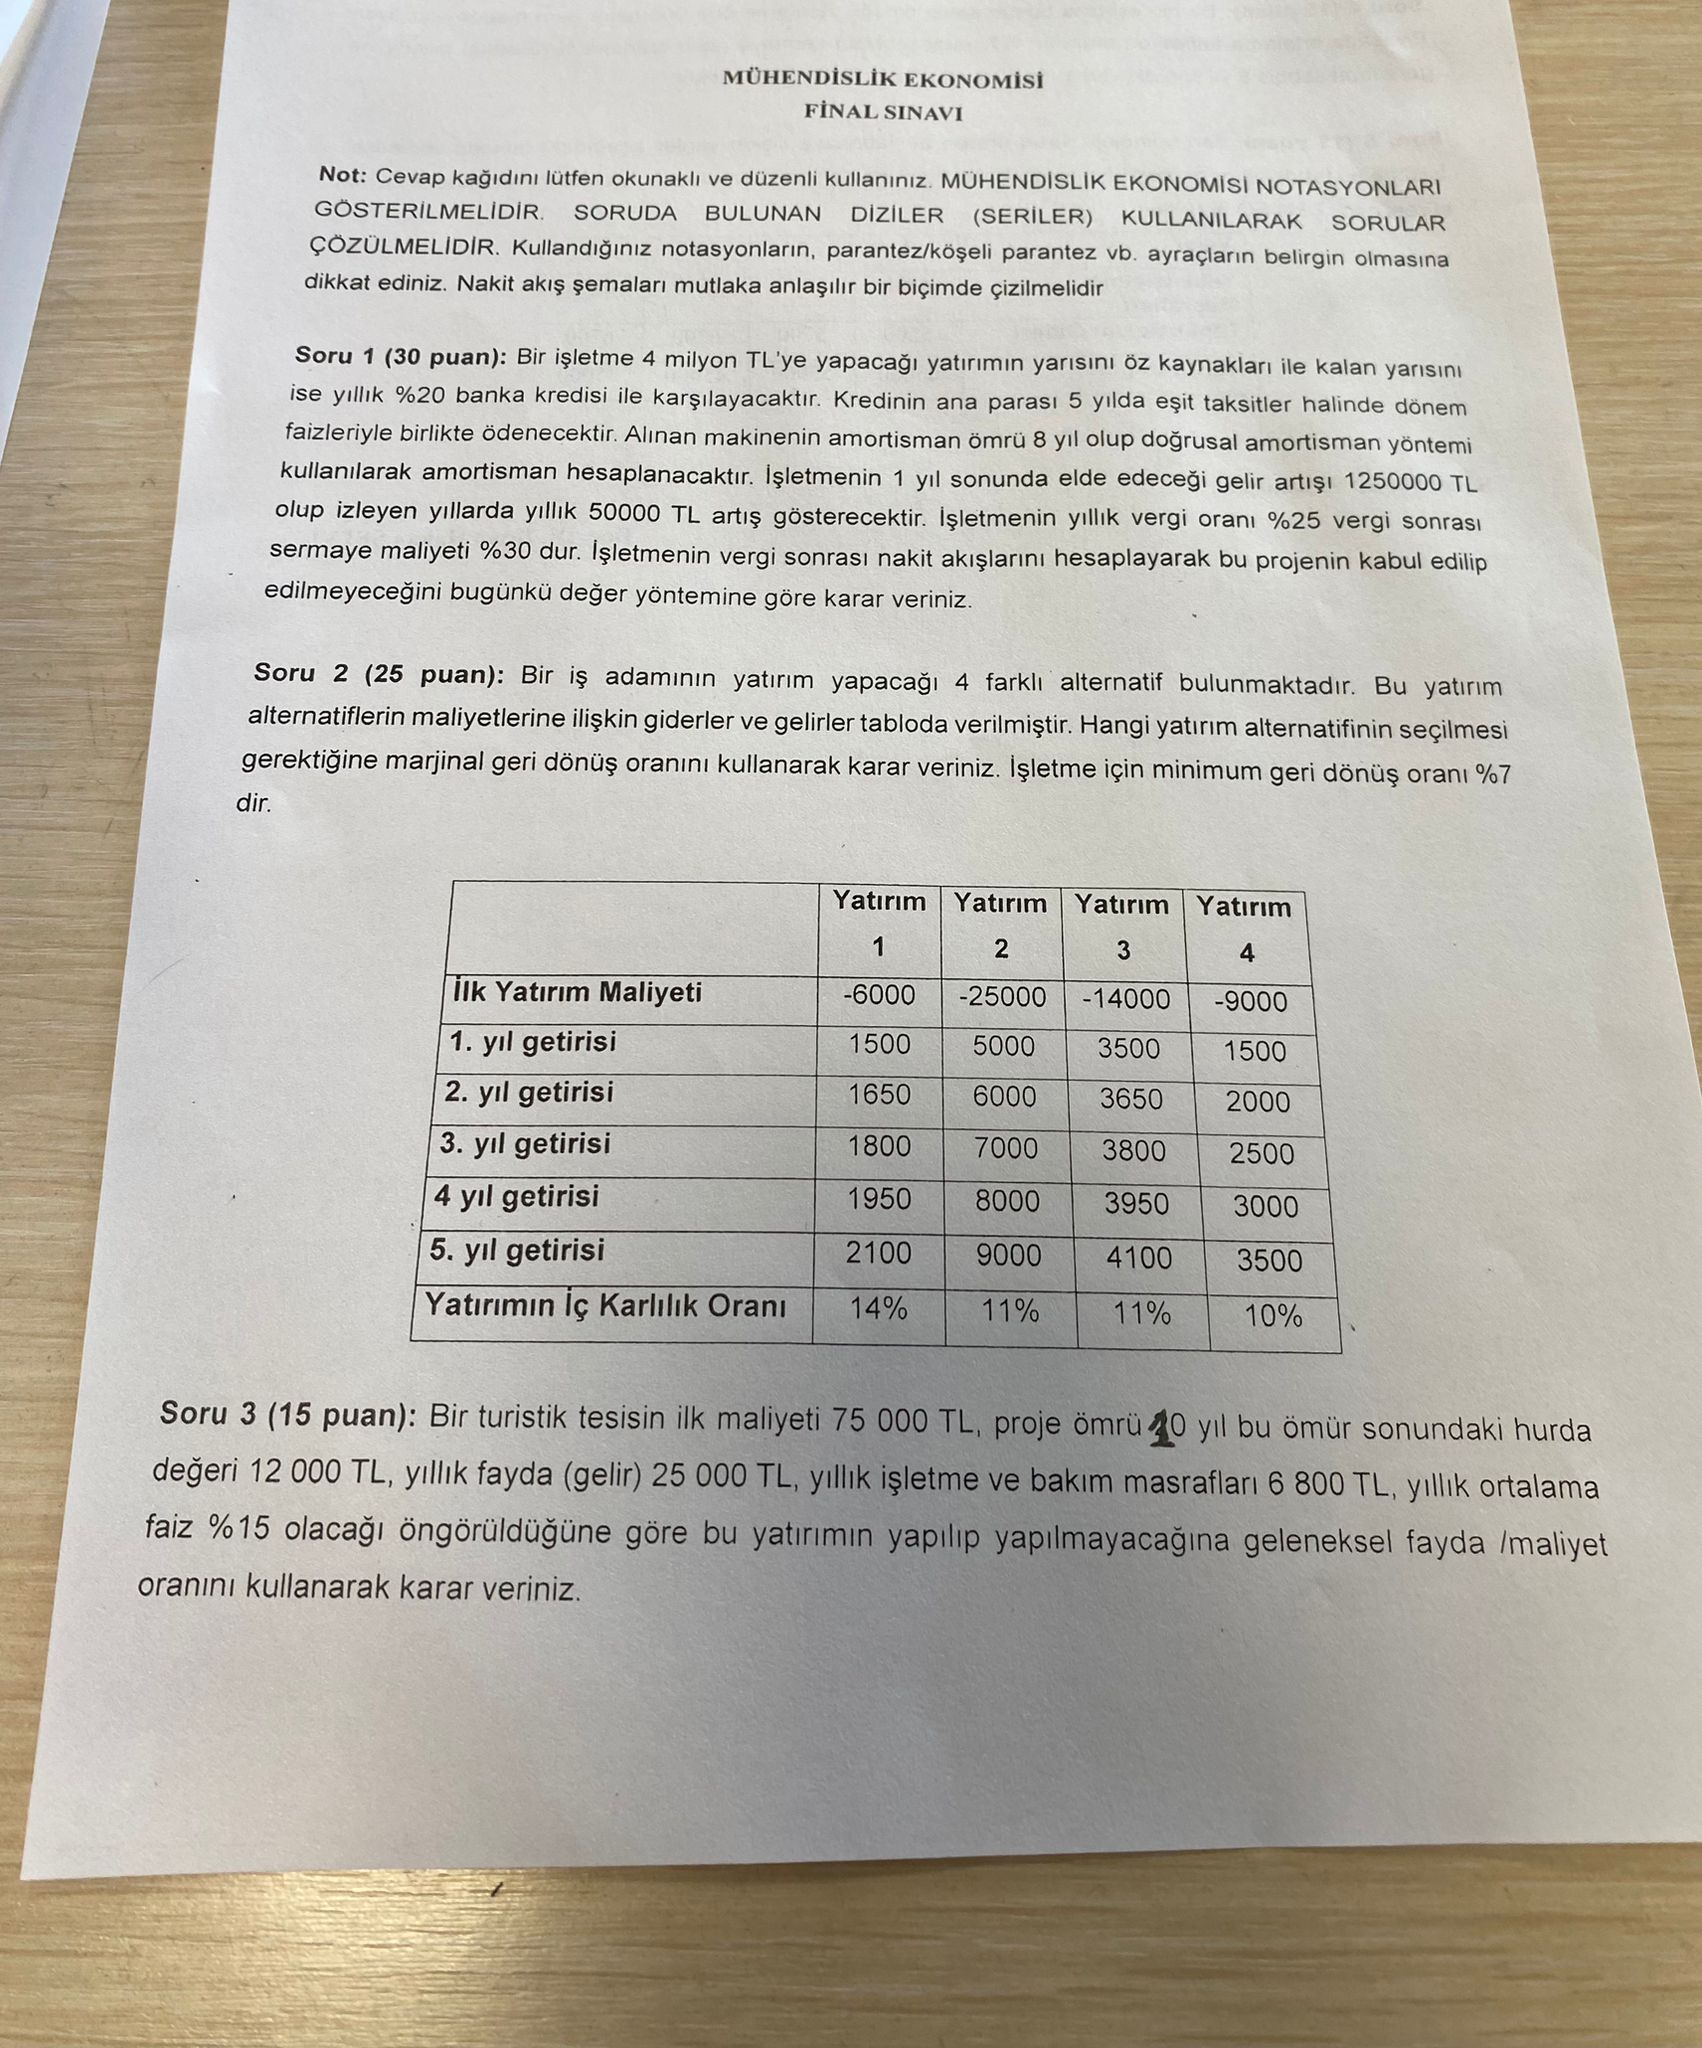 MÜHENDİSLİK EKONOMİSİ
FİNAL SINAVI
Not: Cevap kağıdını lütfen okunaklı ve düzenli kullanınız. MÜHENDİSLİK EKONOMİSİ NOTASYONLARI
GÖSTERİLMELİDİR. SORUDA BULUNAN DİZİLER (SERİLER) KULLANILARAK SORULAR
ÇÖZÜLMELİDİR. Kullandığınız notasyonların, parantez/köşeli parantez vb. ayraçların belirgin olmasına
dikkat ediniz. Nakit akış şemaları mutlaka anlaşılır bir biçimde çizilmelidir
Soru 1 (30 puan): Bir işletme 4 milyon TL'ye yapacağı yatırımın yarısını öz kaynakları ile kalan yarısını
ise yıllık %20 banka kredisi ile karşılayacaktır. Kredinin ana parası 5 yılda eşit taksitler halinde dönem
faizleriyle birlikte ödenecektir. Alınan makinenin amortisman ömrü 8 yıl olup doğrusal amortisman yöntemi
kullanılarak amortisman hesaplanacaktır. İşletmenin 1 yıl sonunda elde edeceği gelir artışı 1250000 TL
olup izleyen yıllarda yıllık 50000 TL artış gösterecektir. İşletmenin yıllık vergi oranı %25 vergi sonrası
sermaye maliyeti %30 dur. İşletmenin vergi sonrası nakit akışlarını hesaplayarak bu projenin kabul edilip
edilmeyeceğini bugünkü değer yöntemine göre karar veriniz.
Soru 2 (25 puan): Bir iş adamının yatırım yapacağı 4 farklı alternatif bulunmaktadır. Bu yatırım
alternatiflerin maliyetlerine ilişkin giderler ve gelirler tabloda verilmiştir. Hangi yatırım alternatifinin seçilmesi
gerektiğine marjinal geri dönüş oranını kullanarak karar veriniz. İşletme için minimum geri dönüş oranı %7
dir.
Yatırım 1 Yatırım 2 Yatırım 3 Yatırım 4
İlk Yatırım Maliyeti -6000 -25000 -14000 -9000
1. yıl getirisi 1500 5000 3500 1500
2. yıl getirisi 1650 6000 3650 2000
3. yıl getirisi 1800 7000 3800 2500
4 yıl getirisi 1950 8000 3950 3000
5. yıl getirisi 2100 9000 4100 3500
Yatırımın İç Karlılık Oranı 14% 11% 11% 10%
Soru 3 (15 puan): Bir turistik tesisin ilk maliyeti 75 000 TL, proje ömrü 10 yıl bu ömür sonundaki hurda
değeri 12 000 TL, yıllık fayda (gelir) 25 000 TL, yıllık işletme ve bakım masrafları 6 800 TL, yıllık ortalama
faiz %15 olacağı öngörüldüğüne göre bu yatırımın yapılıp yapılmayacağına geleneksel fayda /maliyet
oranını kullanarak karar veriniz.